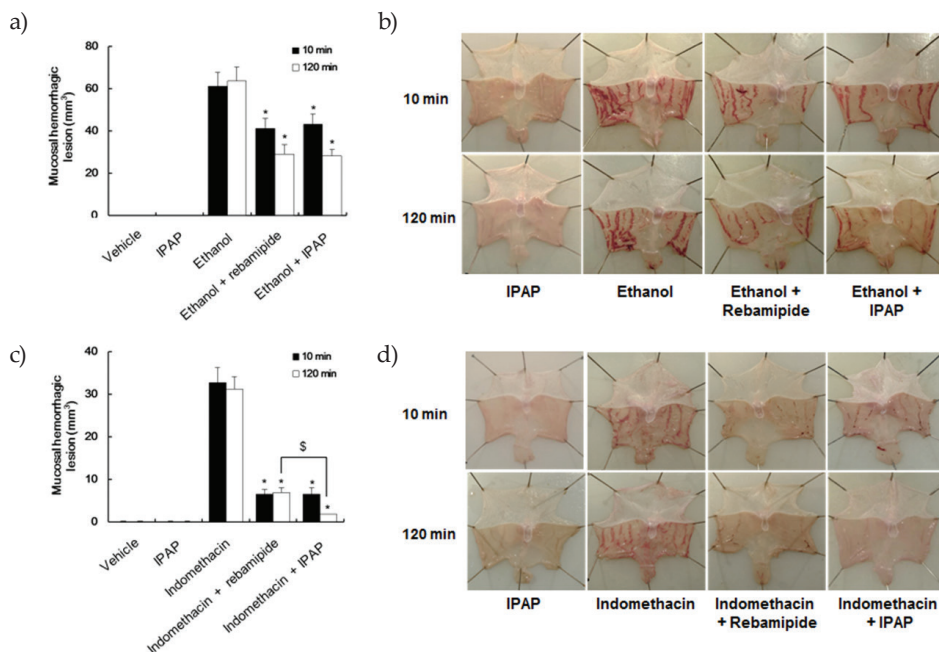 a)
Mucosal hemorrhagic
lesion (mm³)
80
60
40
20
0
10 min
120 min
*
*
*
*
Vehicle
IPAP
Ethanol
Ethanol + rebamipide
Ethanol + IPAP
b)
10 min
120 min
IPAP
Ethanol
Ethanol +
Rebamipide
Ethanol +
IPAP
c)
Mucosal hemorrhagic
lesion (mm³)
40
30
20
10
0
10 min
120 min
$
*
*
*
*
Vehicle
IPAP
Indomethacin
Indomethacin + rebamipide
Indomethacin + IPAP
d)
10 min
120 min
IPAP
Indomethacin
Indomethacin
+ Rebamipide
Indomethacin
+ IPAP